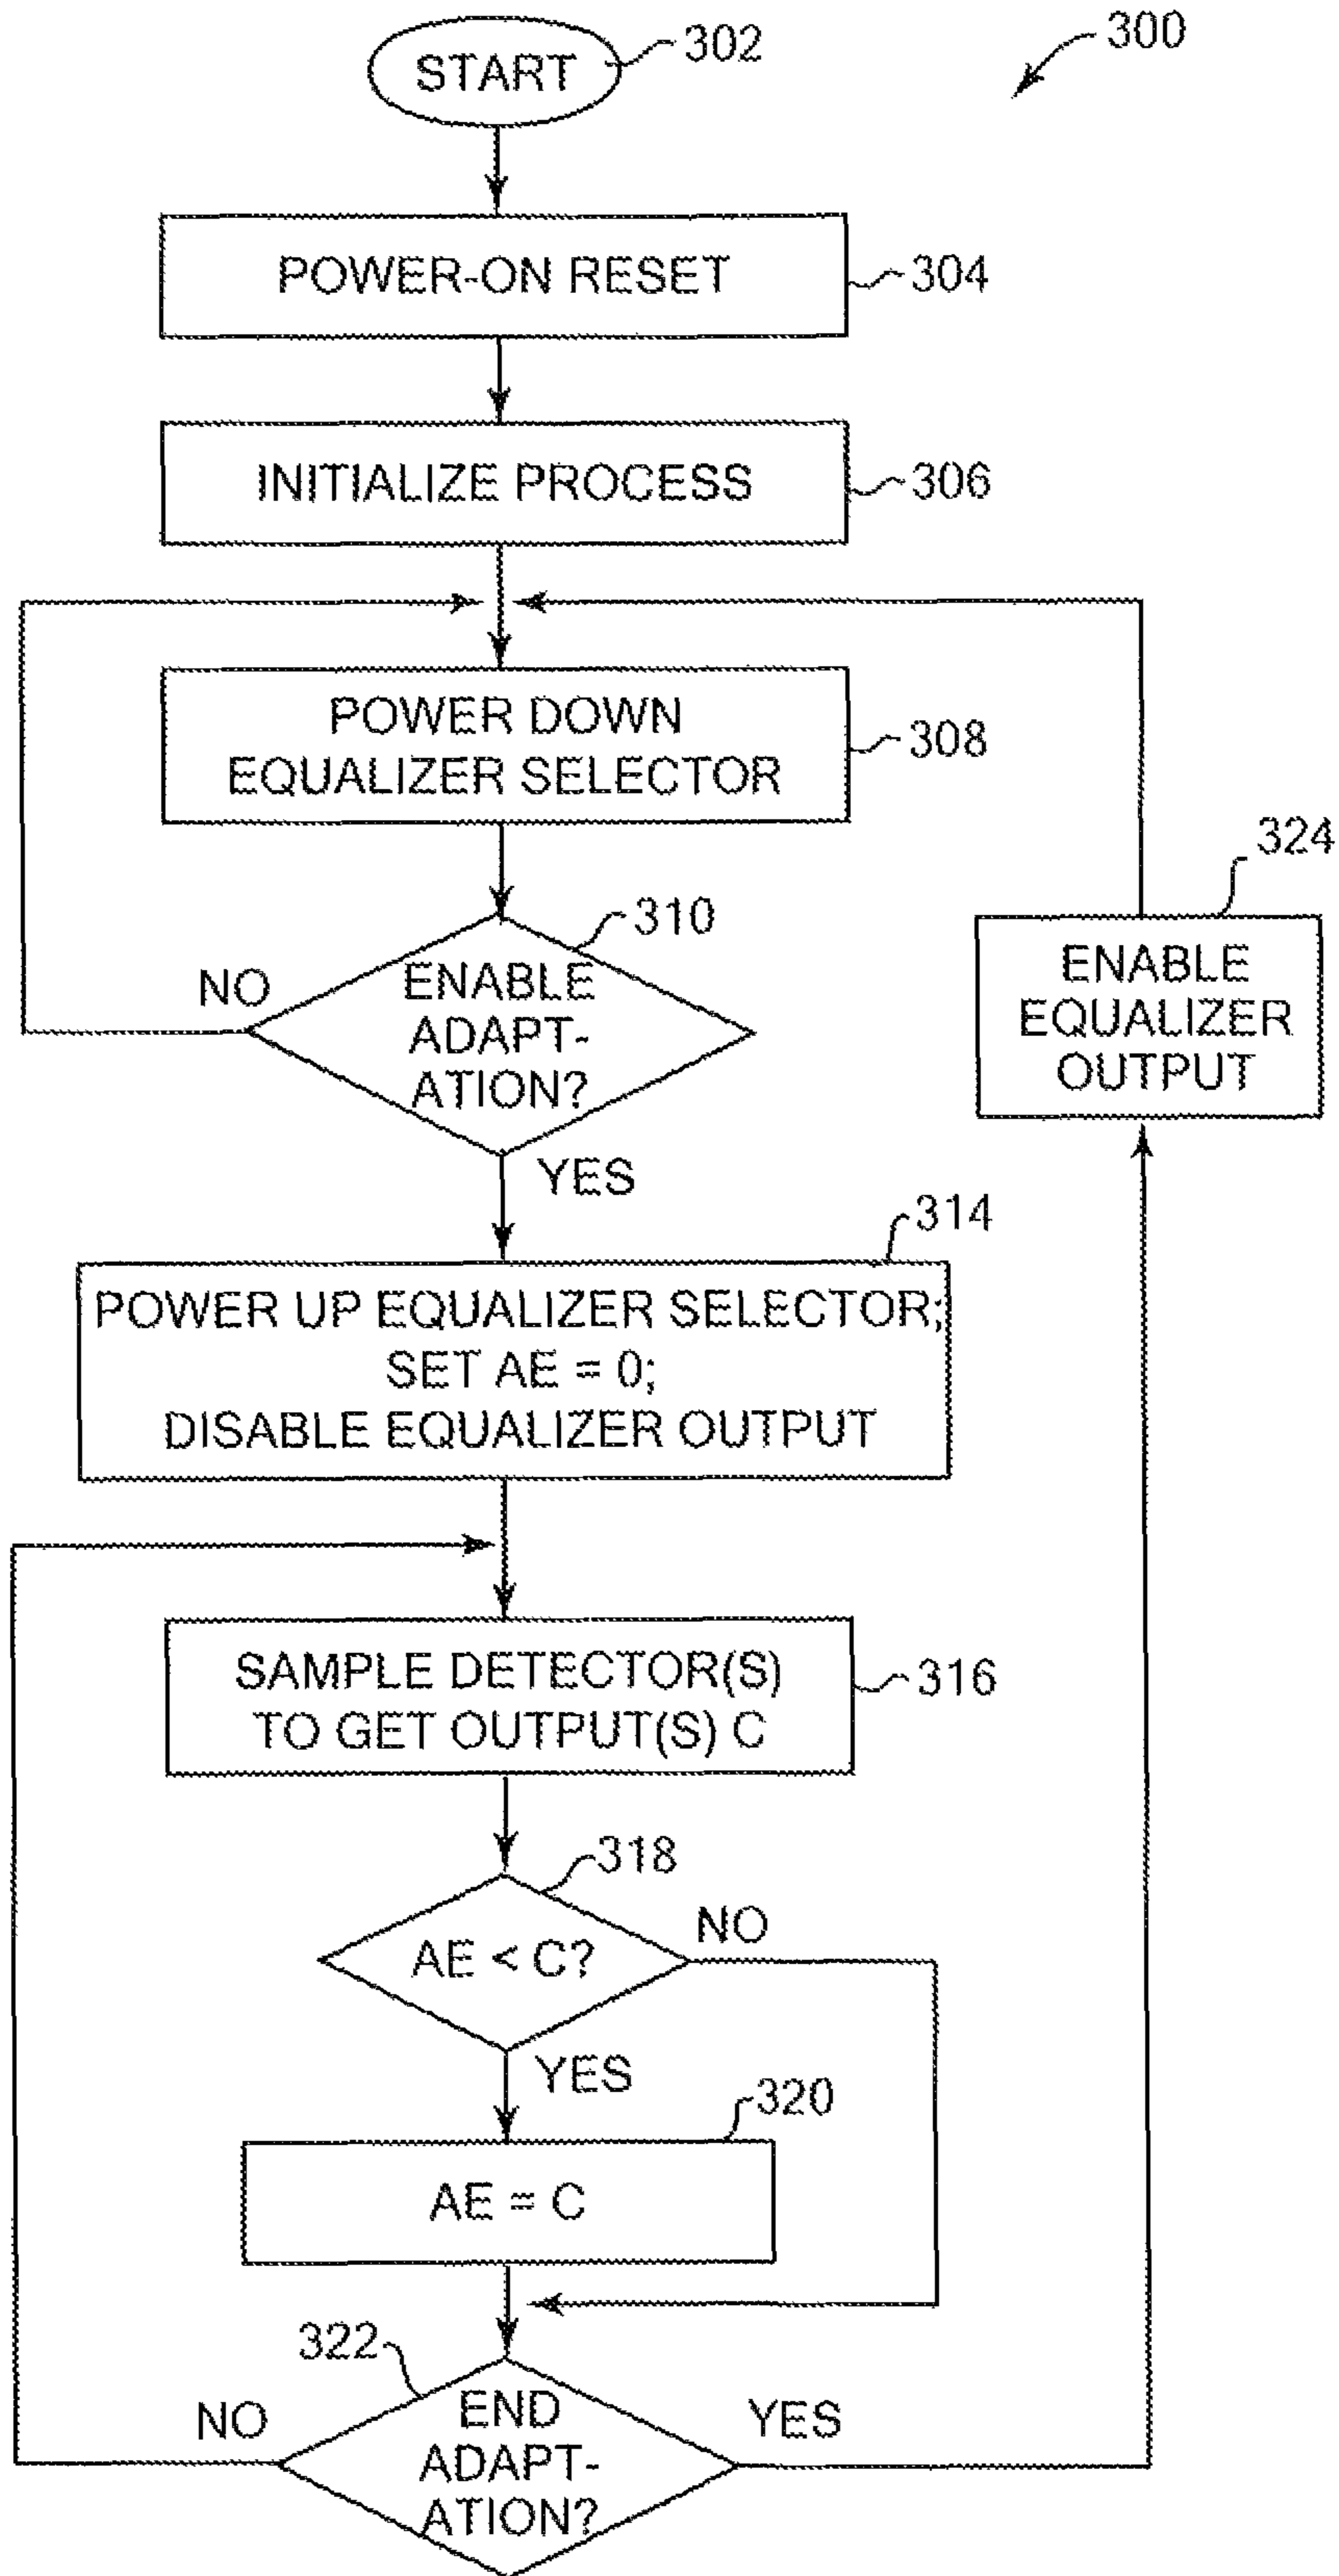 300
START
302
POWER-ON RESET
304
INITIALIZE PROCESS
306
POWER DOWN
EQUALIZER SELECTOR
308
324
ENABLE
EQUALIZER
OUTPUT
310
NO
ENABLE
ADAPT-
ATION?
YES
314
POWER UP EQUALIZER SELECTOR;
SET AE = 0;
DISABLE EQUALIZER OUTPUT
SAMPLE DETECTOR(S)
TO GET OUTPUT(S) C
316
318
AE < C?
NO
YES
320
AE = C
322
NO
END
ADAPT-
ATION?
YES